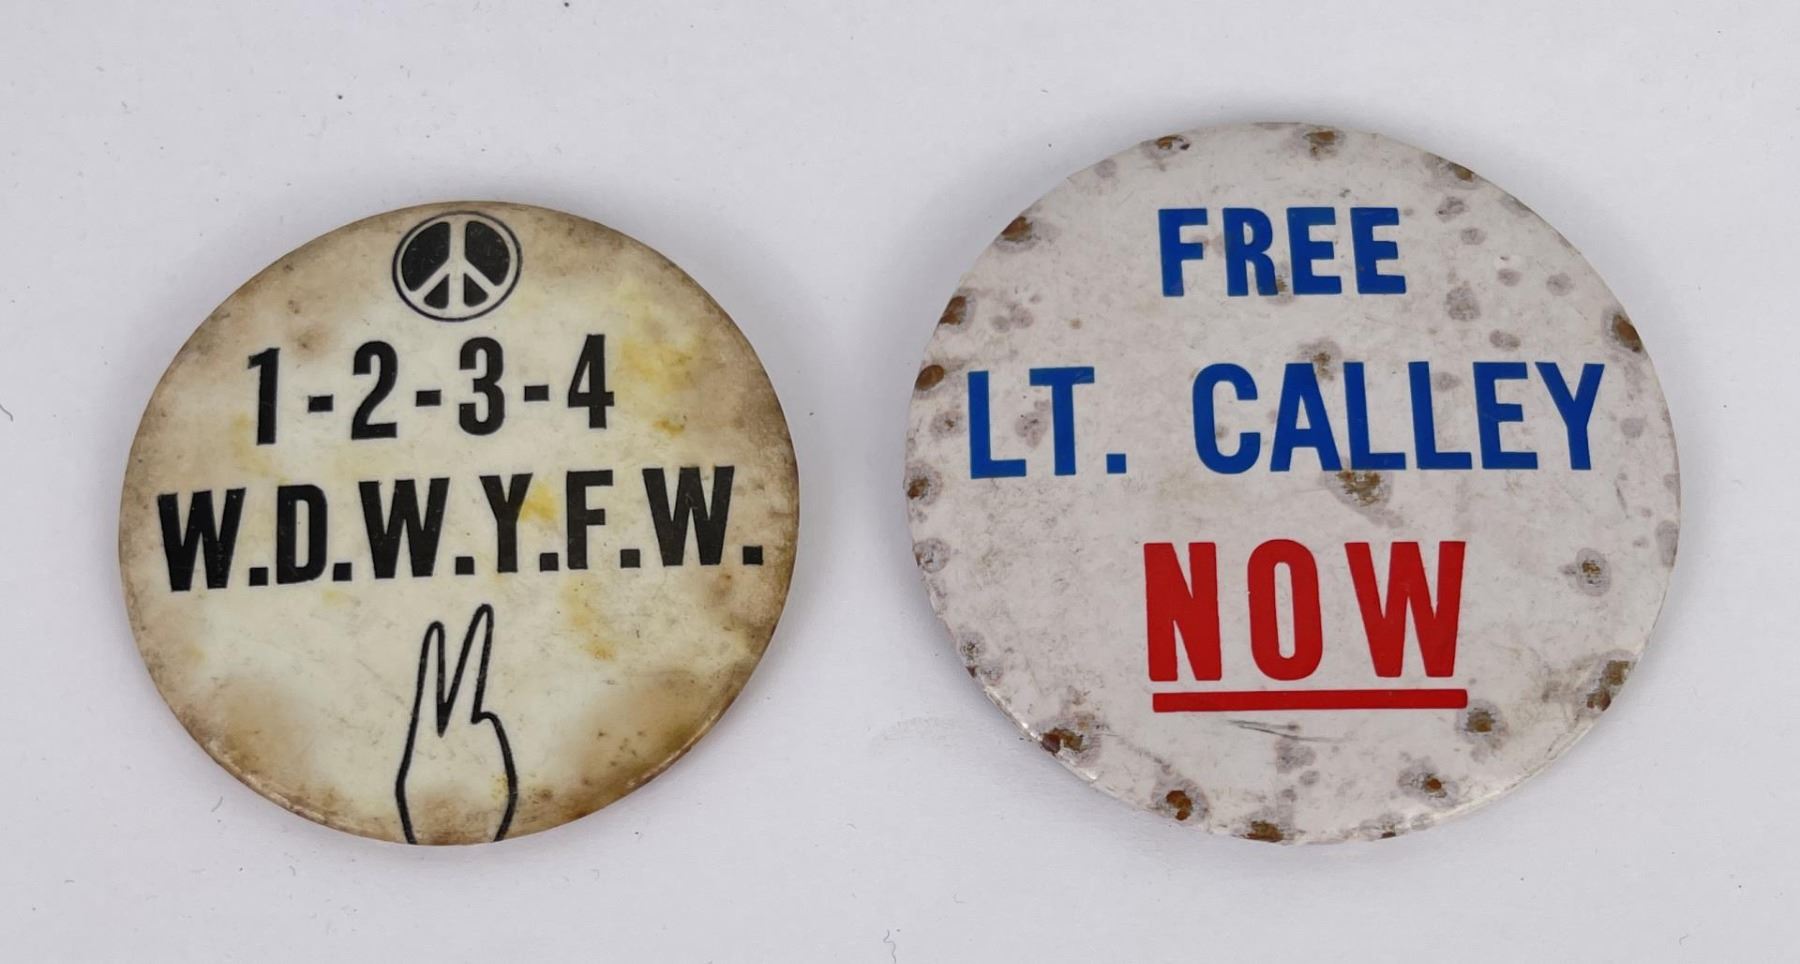 1-2-3-4
W.D.W.Y.F.W.
FREE
LT. CALLEY
NOW